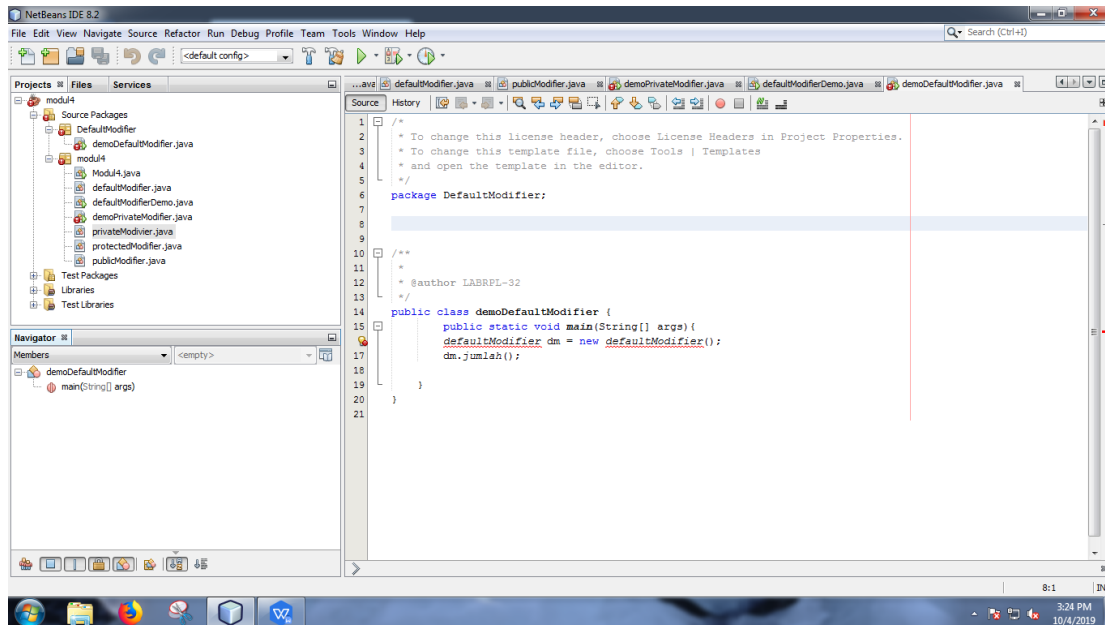 NetBeans IDE 8.2
File Edit View Navigate Source Refactor Run Debug Profile Team Tools Window Help
Search (Ctrl+I)
<default config>
Projects Files Services
modul4
Source Packages
DefaultModifier
demoDefaultModifier.java
modul4
Modul4.java
defaultModifier.java
defaultModifierDemo.java
demoPrivateModifier.java
privateModivier.java
protectedModifier.java
publicModifier.java
Test Packages
Libraries
Test Libraries
Navigator
Members <empty>
demoDefaultModifier
main(String[] args)
...ava defaultModifier.java publicModifier.java demoPrivateModifier.java defaultModifierDemo.java demoDefaultModifier.java
Source History
1 /*
2 * To change this license header, choose License Headers in Project Properties.
3 * To change this template file, choose Tools | Templates
4 * and open the template in the editor.
5 */
6 package DefaultModifier;
7
8
9
10 /**
11 *
12 * @author LABRPL-32
13 */
14 public class demoDefaultModifier {
15 public static void main(String[] args){
defaultModifier dm = new defaultModifier();
17 dm.jumlah();
18
19 }
20 }
21
8:1 IN
3:24 PM
10/4/2019